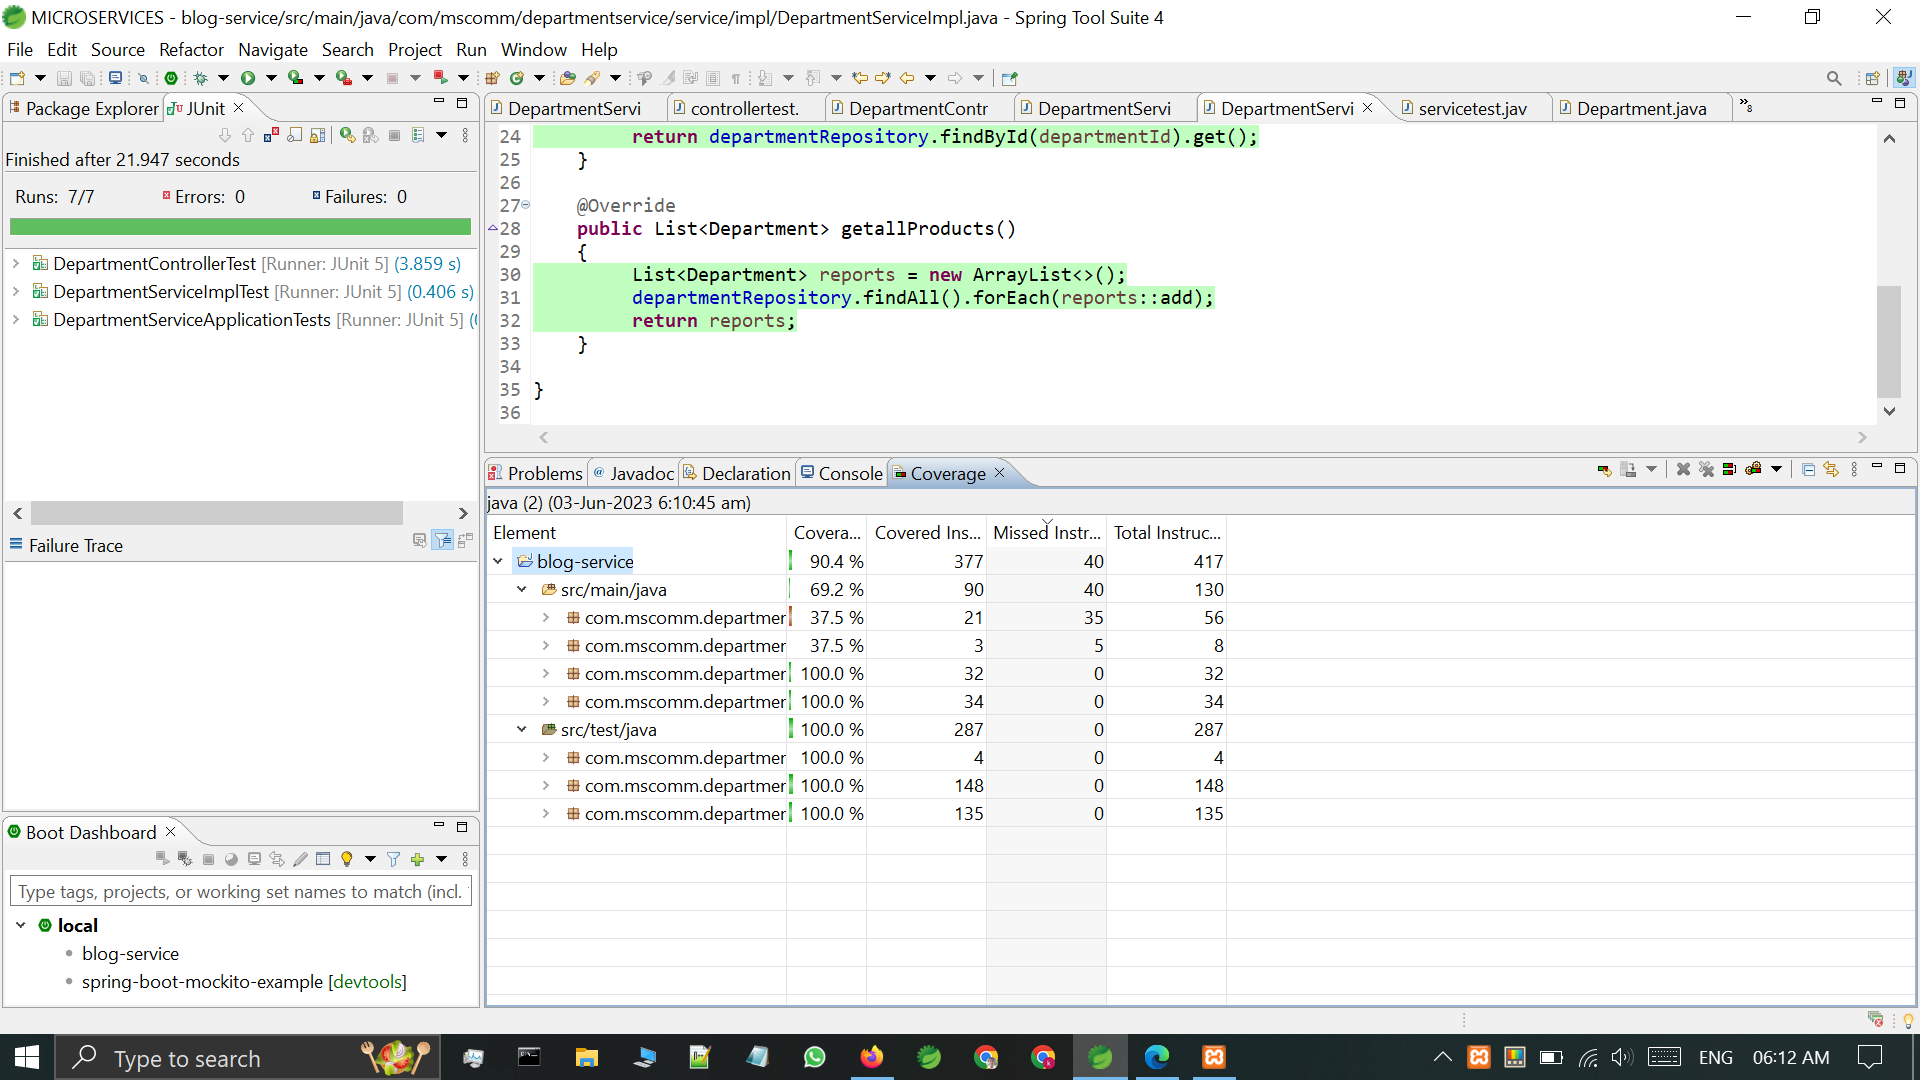 MICROSERVICES - blog-service/src/main/java/com/mscomm/departmentservice/service/impl/DepartmentServiceImpl.java - Spring Tool Suite 4
File Edit Source Refactor Navigate Search Project Run Window Help
Package Explorer JUnit
Finished after 21.947 seconds
Runs: 7/7 Errors: 0 Failures: 0
DepartmentControllerTest [Runner: JUnit 5] (3.859 s)
DepartmentServiceImplTest [Runner: JUnit 5] (0.406 s)
DepartmentServiceApplicationTests [Runner: JUnit 5] (
Failure Trace
Boot Dashboard
Type tags, projects, or working set names to match (incl.
local
blog-service
spring-boot-mockito-example [devtools]
DepartmentServi controllertest. DepartmentContr DepartmentServi DepartmentServi servicetest.jav Department.java »8
24 return departmentRepository.findById(departmentId).get();
25 }
26
27 @Override
28 public List<Department> getallProducts()
29 {
30 List<Department> reports = new ArrayList<>();
31 departmentRepository.findAll().forEach(reports::add);
32 return reports;
33 }
34
35 }
36
Problems @ Javadoc Declaration Console Coverage
java (2) (03-Jun-2023 6:10:45 am)
Element Covera... Covered Ins... Missed Instr... Total Instruc...
blog-service 90.4 % 377 40 417
src/main/java 69.2 % 90 40 130
com.mscomm.departmer 37.5 % 21 35 56
com.mscomm.departmer 37.5 % 3 5 8
com.mscomm.departmer 100.0 % 32 0 32
com.mscomm.departmer 100.0 % 34 0 34
src/test/java 100.0 % 287 0 287
com.mscomm.departmer 100.0 % 4 0 4
com.mscomm.departmer 100.0 % 148 0 148
com.mscomm.departmer 100.0 % 135 0 135
Type to search
ENG 06:12 AM